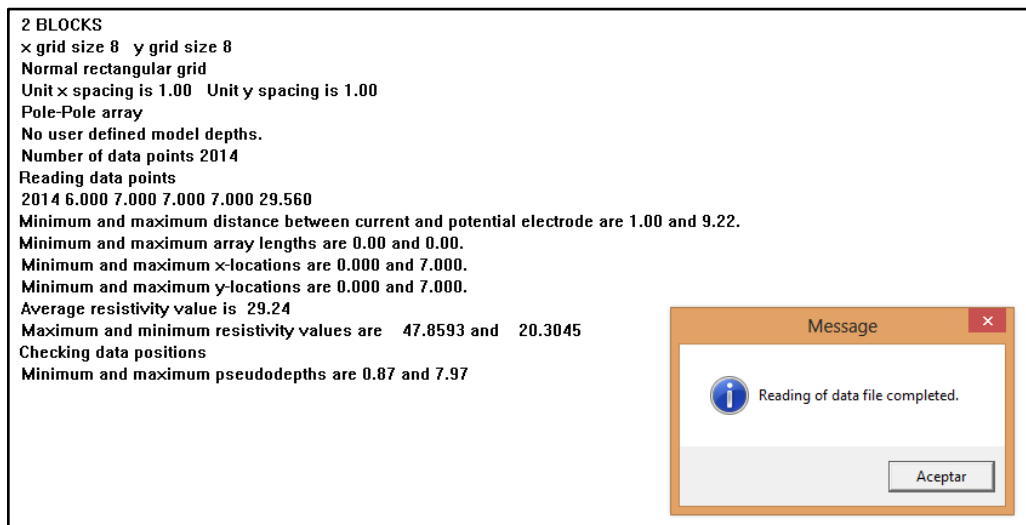 2 BLOCKS
x grid size 8 y grid size 8
Normal rectangular grid
Unit x spacing is 1.00 Unit y spacing is 1.00
Pole-Pole array
No user defined model depths.
Number of data points 2014
Reading data points
2014 6.000 7.000 7.000 7.000 29.560
Minimum and maximum distance between current and potential electrode are 1.00 and 9.22.
Minimum and maximum array lengths are 0.00 and 0.00.
Minimum and maximum x-locations are 0.000 and 7.000.
Minimum and maximum y-locations are 0.000 and 7.000.
Average resistivity value is 29.24
Maximum and minimum resistivity values are 47.8593 and 20.3045
Checking data positions
Minimum and maximum pseudodepths are 0.87 and 7.97
Message
Reading of data file completed.
Aceptar